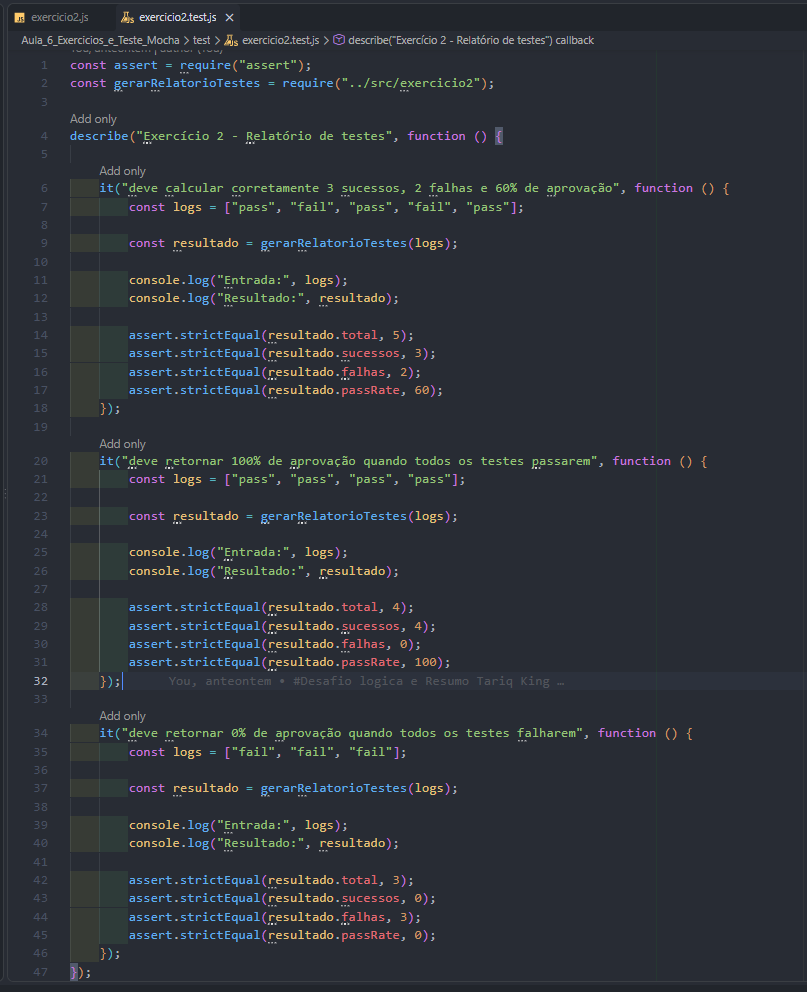 exercicio2.js exercicio2.test.js
Aula_6_Exercicios_e_Teste_Mocha > test > exercicio2.test.js > describe("Exercício 2 - Relatório de testes") callback
1 const assert = require("assert");
2 const gerarRelatorioTestes = require("../src/exercicio2");
3
Add only
4 describe("Exercício 2 - Relatório de testes", function () {
5
Add only
6 it("deve calcular corretamente 3 sucessos, 2 falhas e 60% de aprovação", function () {
7 const logs = ["pass", "fail", "pass", "fail", "pass"];
8
9 const resultado = gerarRelatorioTestes(logs);
10
11 console.log("Entrada:", logs);
12 console.log("Resultado:", resultado);
13
14 assert.strictEqual(resultado.total, 5);
15 assert.strictEqual(resultado.sucessos, 3);
16 assert.strictEqual(resultado.falhas, 2);
17 assert.strictEqual(resultado.passRate, 60);
18 });
19
Add only
20 it("deve retornar 100% de aprovação quando todos os testes passarem", function () {
21 const logs = ["pass", "pass", "pass", "pass"];
22
23 const resultado = gerarRelatorioTestes(logs);
24
25 console.log("Entrada:", logs);
26 console.log("Resultado:", resultado);
27
28 assert.strictEqual(resultado.total, 4);
29 assert.strictEqual(resultado.sucessos, 4);
30 assert.strictEqual(resultado.falhas, 0);
31 assert.strictEqual(resultado.passRate, 100);
32 }); You, anteontem • #Desafio logica e Resumo Tariq King …
33
Add only
34 it("deve retornar 0% de aprovação quando todos os testes falharem", function () {
35 const logs = ["fail", "fail", "fail"];
36
37 const resultado = gerarRelatorioTestes(logs);
38
39 console.log("Entrada:", logs);
40 console.log("Resultado:", resultado);
41
42 assert.strictEqual(resultado.total, 3);
43 assert.strictEqual(resultado.sucessos, 0);
44 assert.strictEqual(resultado.falhas, 3);
45 assert.strictEqual(resultado.passRate, 0);
46 });
47 });